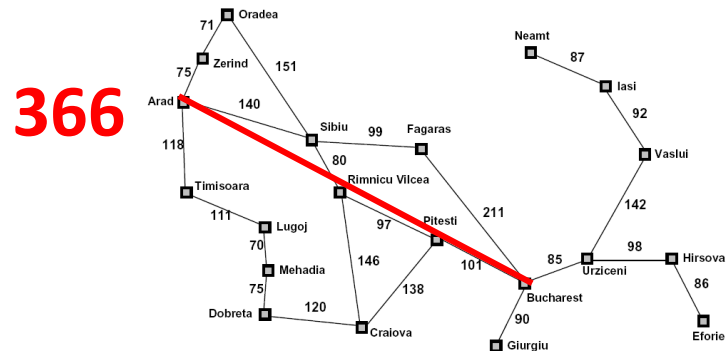 71
Oradea
Neamt
87
Zerind
75
151
Iasi
366
Arad
140
92
Sibiu
99
Fagaras
118
80
Vaslui
Rimnicu Vilcea
Timisoara
142
111
97
Pitesti
211
Lugoj
70
98
Hirsova
146
101
85
Urziceni
Mehadia
75
138
86
Bucharest
120
Dobreta
90
Craiova
Eforie
Giurgiu